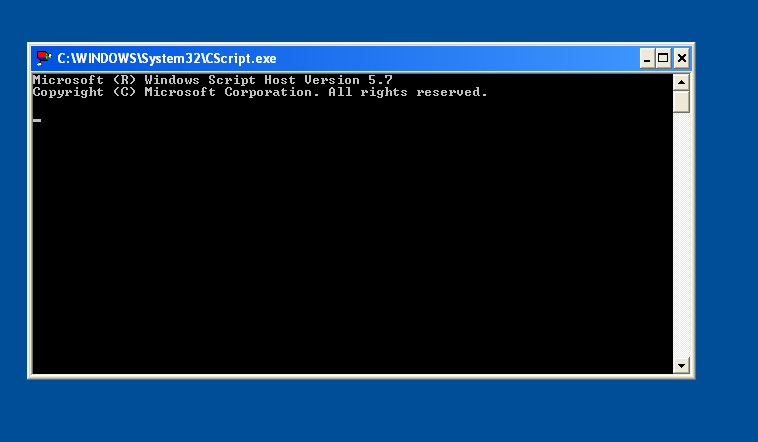 C:\WINDOWS\System32\CScript.exe
Microsoft (R) Windows Script Host Version 5.7
Copyright (C) Microsoft Corporation. All rights reserved.